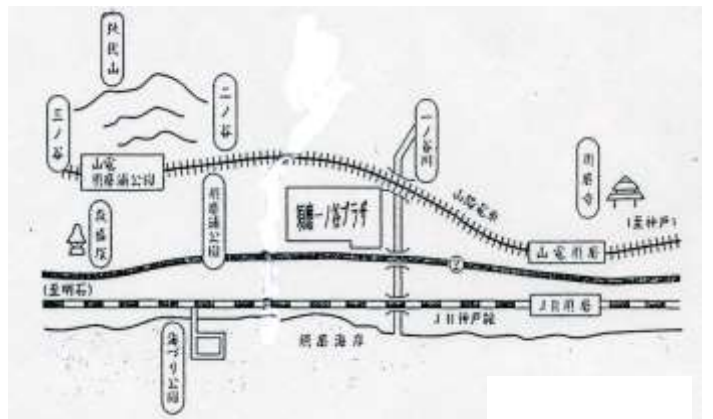 鉄拐山
三ノ谷
二ノ谷
一ノ谷川
須磨寺
(至神戸)
山電
須磨浦公園
山陽電車
敦盛塚
須磨浦公園
須磨一ノ谷プラザ
山電須磨
2
(至明石)
JR須磨
JR神戸線
海づり公園
須磨海岸